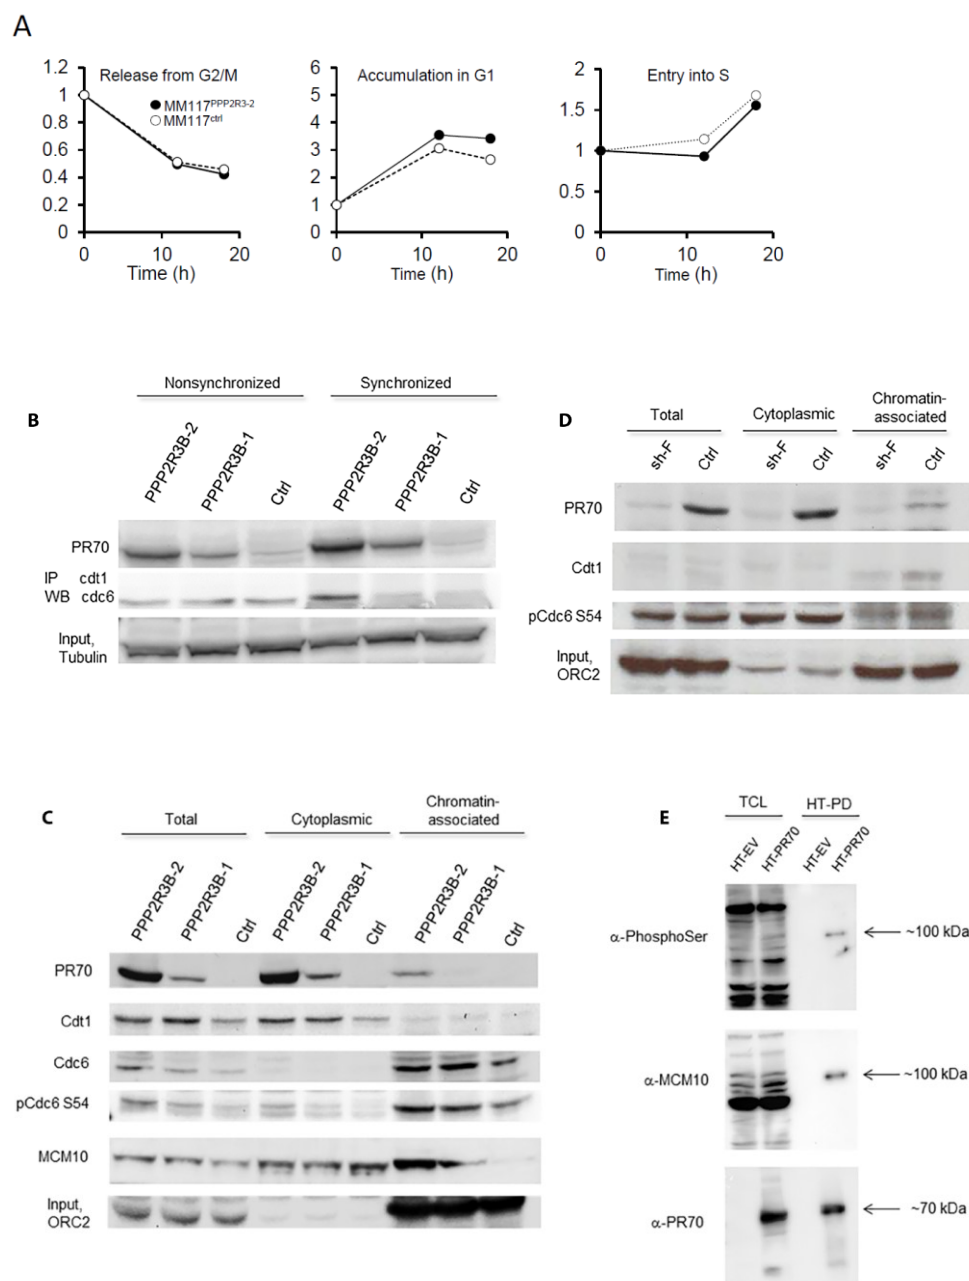 A
Release from G2/M
MM117PPP2R3-2
MM117ctrl
1.2
1
0.8
0.6
0.4
0.2
0
0 10 20
Time (h)
Accumulation in G1
6
5
4
3
2
1
0
0 10 20
Time (h)
Entry into S
2
1.5
1
0.5
0
0 10 20
Time (h)
B
Nonsynchronized Synchronized
PPP2R3B-2 PPP2R3B-1 Ctrl PPP2R3B-2 PPP2R3B-1 Ctrl
PR70
IP cdt1
WB cdc6
Input,
Tubulin
D
Total Cytoplasmic Chromatin-
associated
sh-F Ctrl sh-F Ctrl sh-F Ctrl
PR70
Cdt1
pCdc6 S54
Input,
ORC2
C
Total Cytoplasmic Chromatin-
associated
PPP2R3B-2 PPP2R3B-1 Ctrl PPP2R3B-2 PPP2R3B-1 Ctrl PPP2R3B-2 PPP2R3B-1 Ctrl
PR70
Cdt1
Cdc6
pCdc6 S54
MCM10
Input,
ORC2
E
TCL HT-PD
HT-EV HT-PR70 HT-EV HT-PR70
α-PhosphoSer ~100 kDa
α-MCM10 ~100 kDa
α-PR70 ~70 kDa